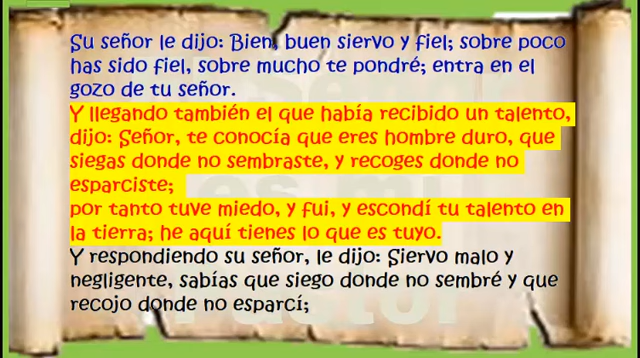 Su señor le dijo: Bien, buen siervo y fiel; sobre poco
has sido fiel, sobre mucho te pondré; entra en el
gozo de tu señor.
Y llegando también el que había recibido un talento,
dijo: Señor, te conocía que eres hombre duro, que
siegas donde no sembraste, y recoges donde no
esparciste;
por tanto tuve miedo, y fui, y escondí tu talento en
la tierra; he aquí tienes lo que es tuyo.
Y respondiendo su señor, le dijo: Siervo malo y
negligente, sabías que siego donde no sembré y que
recojo donde no esparcí;